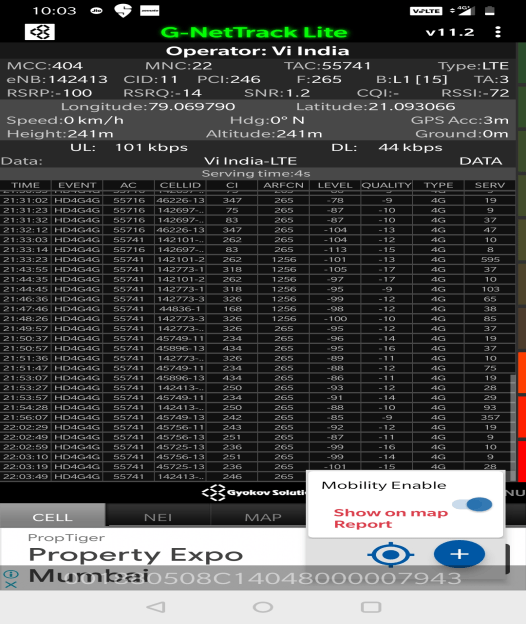 10:03 VoLTE 4G
G-NetTrack Lite v11.2
Operator: Vi India
MCC:404 MNC:22 TAC:55741 Type:LTE
eNB:142413 CID:11 PCI:246 F:265 B:L1 [15] TA:3
RSRP:-100 RSRQ:-14 SNR:1.2 CQI:- RSSI:-72
Longitude:79.069790 Latitude:21.093066
Speed:0 km/h Hdg:0° N GPS Acc:3m
Height:241m Altitude:241m Ground:0m
UL: 101 kbps DL: 44 kbps
Data: Vi India-LTE DATA
Serving time:4s
TIME EVENT AC CELLID CI ARFCN LEVEL QUALITY TYPE SERV
21:31:02 HD4G4G 55716 46226-13 347 265 -78 -9 4G 19
21:31:23 HD4G4G 55716 142697-.. 75 265 -87 -10 4G 9
21:31:32 HD4G4G 55716 142697-.. 83 265 -87 -10 4G 37
21:32:12 HD4G4G 55716 46226-13 347 265 -104 -13 4G 47
21:33:03 HD4G4G 55741 142101-.. 262 265 -104 -12 4G 10
21:33:14 HD4G4G 55716 142697-.. 83 265 -113 -15 4G 8
21:33:23 HD4G4G 55741 142101-2 262 1256 -101 -13 4G 595
21:43:55 HD4G4G 55741 142773-1 318 1256 -105 -17 4G 37
21:44:35 HD4G4G 55741 142101-2 262 1256 -97 -17 4G 10
21:44:45 HD4G4G 55741 142773-1 318 1256 -95 -9 4G 103
21:46:36 HD4G4G 55741 142773-3 326 1256 -99 -12 4G 65
21:47:46 HD4G4G 55741 44836-1 168 1256 -98 -12 4G 38
21:48:26 HD4G4G 55741 142773-3 326 1256 -100 -10 4G 85
21:49:57 HD4G4G 55741 142773-.. 326 265 -95 -12 4G 37
21:50:37 HD4G4G 55741 45749-11 234 265 -96 -14 4G 19
21:50:57 HD4G4G 55741 45896-13 434 265 -95 -16 4G 37
21:51:36 HD4G4G 55741 142773-.. 326 265 -89 -11 4G 10
21:51:47 HD4G4G 55741 45749-11 234 265 -88 -12 4G 75
21:53:07 HD4G4G 55741 45896-13 434 265 -86 -11 4G 19
21:53:27 HD4G4G 55741 142413-.. 250 265 -93 -12 4G 28
21:53:57 HD4G4G 55741 45749-11 234 265 -91 -14 4G 29
21:54:28 HD4G4G 55741 142413-.. 250 265 -88 -10 4G 93
21:56:07 HD4G4G 55741 45749-13 242 265 -85 -9 4G 357
22:02:29 HD4G4G 55741 45756-11 243 265 -92 -12 4G 19
22:02:49 HD4G4G 55741 45756-13 251 265 -87 -11 4G 9
22:02:59 HD4G4G 55741 45725-13 236 265 -99 -16 4G 10
22:03:10 HD4G4G 55741 45756-13 251 265 -99 -14 4G 9
22:03:19 HD4G4G 55741 45725-13 236 265 -101 -15 4G 28
22:03:49 HD4G4G 55741 142413-.. 246 265
Gyokov Soluti NU
Mobility Enable
Show on map
Report
CELL NEI MAP
PropTiger
Property Expo
Mumbai
+